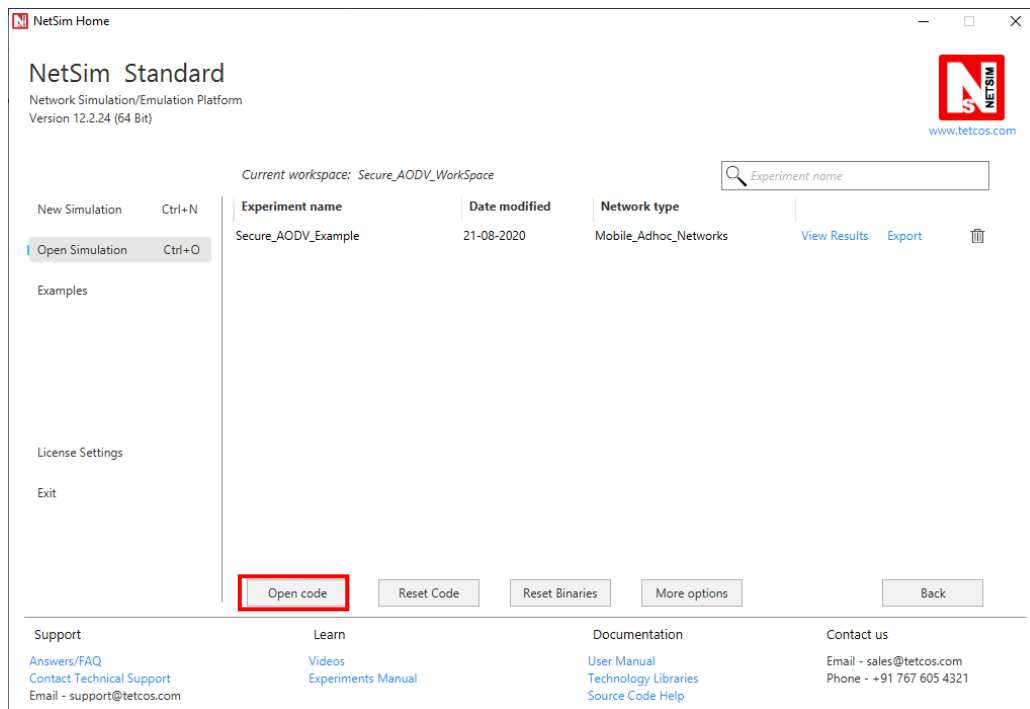 NetSim Home
NetSim Standard
Network Simulation/Emulation Platform
Version 12.2.24 (64 Bit)
NS NETSIM
www.tetcos.com
Current workspace: Secure_AODV_WorkSpace
Experiment name
New Simulation Ctrl+N
Open Simulation Ctrl+O
Examples
License Settings
Exit
Experiment name Date modified Network type
Secure_AODV_Example 21-08-2020 Mobile_Adhoc_Networks View Results Export
Open code Reset Code Reset Binaries More options Back
Support
Answers/FAQ
Contact Technical Support
Email - support@tetcos.com
Learn
Videos
Experiments Manual
Documentation
User Manual
Technology Libraries
Source Code Help
Contact us
Email - sales@tetcos.com
Phone - +91 767 605 4321